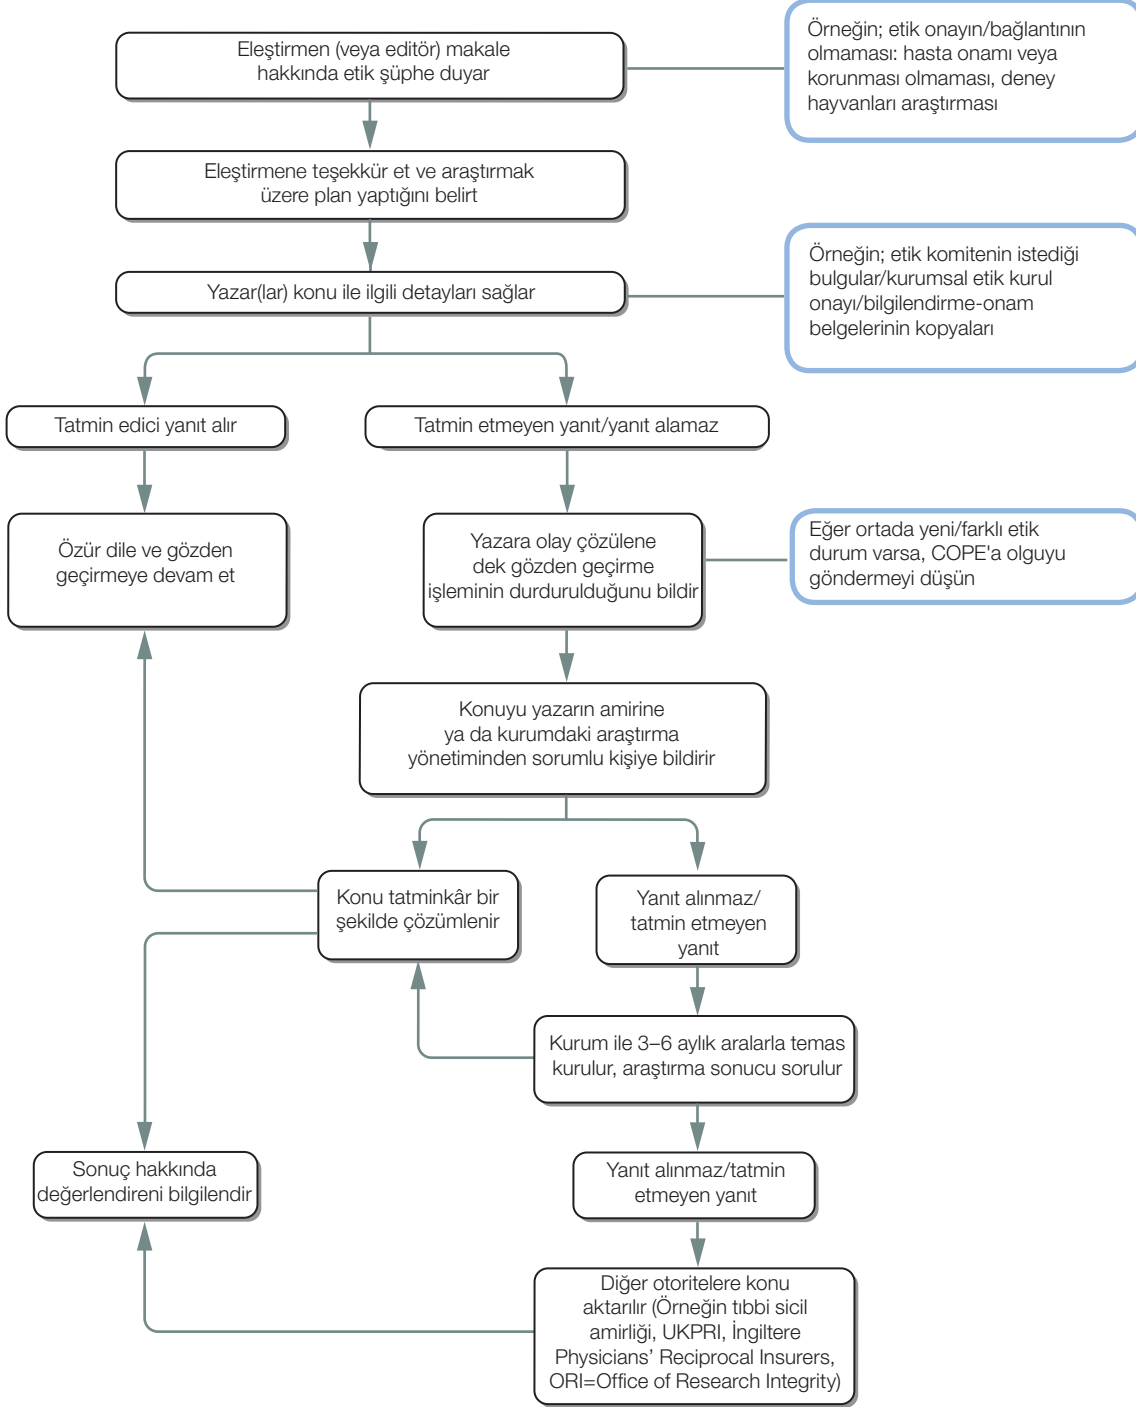 Eleştirmen (veya editör) makale
hakkında etik şüphe duyar
Örneğin; etik onayın/bağlantının
olmaması: hasta onamı veya
korunması olmaması, deney
hayvanları araştırması
Eleştirmene teşekkür et ve araştırmak
üzere plan yaptığını belirt
Yazar(lar) konu ile ilgili detayları sağlar
Örneğin; etik komitenin istediği
bulgular/kurumsal etik kurul
onayı/bilgilendirme-onam
belgelerinin kopyaları
Tatmin edici yanıt alır
Tatmin etmeyen yanıt/yanıt alamaz
Özür dile ve gözden
geçirmeye devam et
Yazara olay çözülene
dek gözden geçirme
işleminin durdurulduğunu bildir
Eğer ortada yeni/farklı etik
durum varsa, COPE'a olguyu
göndermeyi düşün
Konuyu yazarın amirine
ya da kurumdaki araştırma
yönetiminden sorumlu kişiye bildirir
Konu tatminkâr bir
şekilde çözümlenir
Yanıt alınmaz/
tatmin etmeyen
yanıt
Kurum ile 3–6 aylık aralarla temas
kurulur, araştırma sonucu sorulur
Sonuç hakkında
değerlendireni bilgilendir
Yanıt alınmaz/tatmin
etmeyen yanıt
Diğer otoritelere konu
aktarılır (Örneğin tıbbi sicil
amirliği, UKPRI, İngiltere
Physicians’ Reciprocal Insurers,
ORI=Office of Research Integrity)